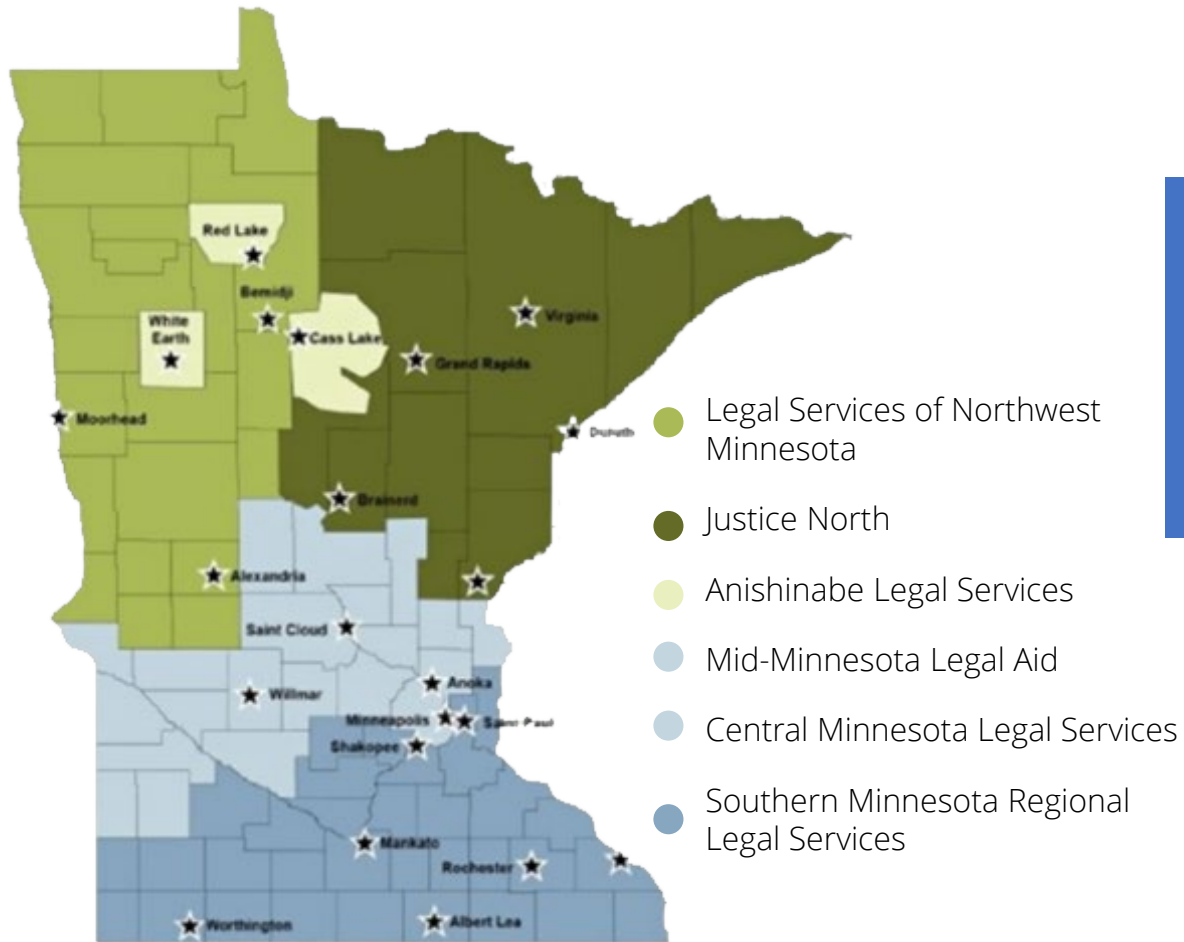 Red Lake
Bemidji
White
Earth
Cass Lake
Virginia
Grand Rapids
Moorhead
Duluth
Brainerd
Alexandria
Saint Cloud
Anoka
Willmar
Minneapolis
Saint Paul
Shakopee
Mankato
Rochester
Worthington
Albert Lea
Legal Services of Northwest
Minnesota
Justice North
Anishinabe Legal Services
Mid-Minnesota Legal Aid
Central Minnesota Legal Services
Southern Minnesota Regional
Legal Services